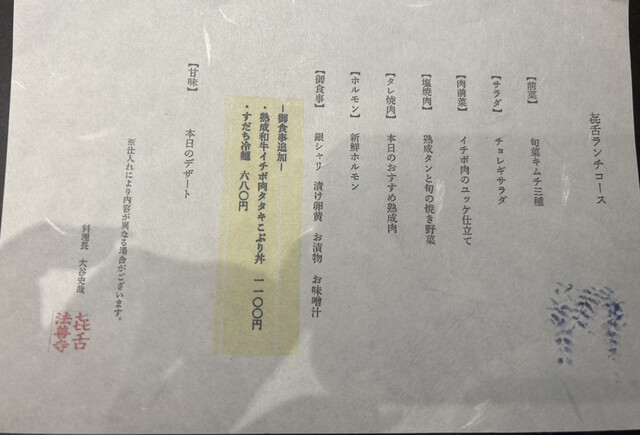 㐂舌ランチコース
【前菜】 旬菜キムチ三種
【サラダ】 チョレギサラダ
【肉前菜】 イチボ肉のユッケ仕立て
【塩焼肉】 熟成タンと旬の焼き野菜
【タレ焼肉】 本日のおすすめ熟成肉
【ホルモン】 新鮮ホルモン
【御食事】 銀シャリ 漬け卵黄 お漬物 お味噌汁
ー御食事追加ー
・熟成和牛イチボ肉タタキこぶり丼 一一〇〇円
・すだち冷麺 六八〇円
【甘味】 本日のデザート
※仕入れにより内容が異なる場合がございます。
料理長 大谷史哉
㐂舌
法善寺